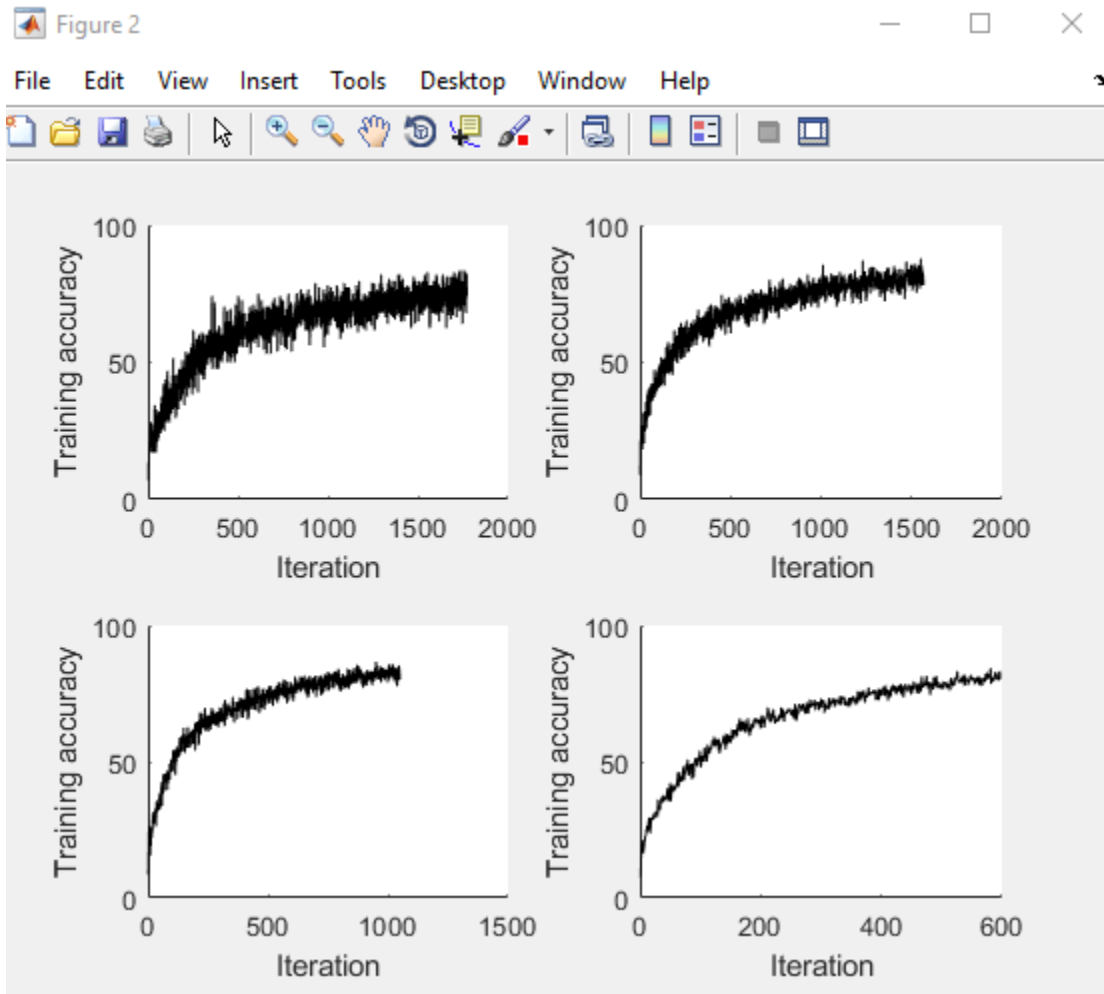 Figure 2
File Edit View Insert Tools Desktop Window Help
100
50
0
Training accuracy
0 500 1000 1500 2000
Iteration
100
50
0
Training accuracy
0 500 1000 1500 2000
Iteration
100
50
0
Training accuracy
0 500 1000 1500
Iteration
100
50
0
Training accuracy
0 200 400 600
Iteration